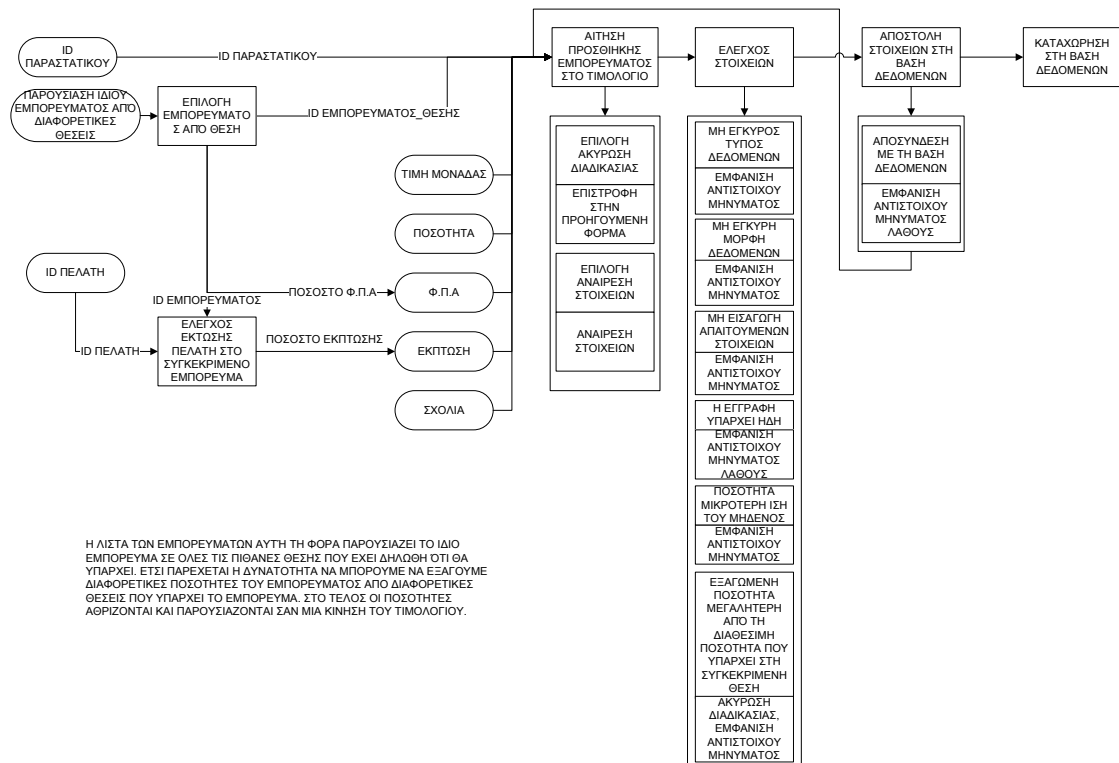 ID
ΠΑΡΑΣΤΑΤΙΚΟΥ
ID ΠΑΡΑΣΤΑΤΙΚΟΥ
ΑΙΤΗΣΗ
ΠΡΟΣΘΗΚΗΣ
ΕΜΠΟΡΕΥΜΑΤΟΣ
ΣΤΟ ΤΙΜΟΛΟΓΙΟ
ΕΛΕΓΧΟΣ
ΣΤΟΙΧΕΙΩΝ
ΑΠΟΣΤΟΛΗ
ΣΤΟΙΧΕΙΩΝ ΣΤΗ
ΒΑΣΗ
ΔΕΔΟΜΕΝΩΝ
ΚΑΤΑΧΩΡΗΣΗ
ΣΤΗ ΒΑΣΗ
ΔΕΔΟΜΕΝΩΝ
ΠΑΡΟΥΣΙΑΣΗ ΙΔΙΟΥ
ΕΜΠΟΡΕΥΜΑΤΟΣ ΑΠΌ
ΔΙΑΦΟΡΕΤΙΚΕΣ
ΘΕΣΕΙΣ
ΕΠΙΛΟΓΗ
ΕΜΠΟΡΕΥΜΑΤΟ
Σ ΑΠΌ ΘΕΣΗ
ID ΕΜΠΟΡΕΥΜΑΤΟΣ_ΘΕΣΗΣ
ΤΙΜΗ ΜΟΝΑΔΑΣ
ΠΟΣΟΤΗΤΑ
ID ΠΕΛΑΤΗ
ΠΟΣΟΣΤΟ Φ.Π.Α
Φ.Π.Α
ID ΕΜΠΟΡΕΥΜΑΤΟΣ
ID ΠΕΛΑΤΗ
ΕΛΕΓΧΟΣ
ΕΚΤΩΣΗΣ
ΠΕΛΑΤΗ ΣΤΟ
ΣΥΓΚΕΚΡΙΜΕΝΟ
ΕΜΠΟΡΕΥΜΑ
ΠΟΣΟΣΤΟ ΕΚΠΤΩΣΗΣ
ΕΚΠΤΩΣΗ
ΣΧΟΛΙΑ
ΕΠΙΛΟΓΗ
ΑΚΥΡΩΣΗ
ΔΙΑΔΙΚΑΣΙΑΣ
ΕΠΙΣΤΡΟΦΗ
ΣΤΗΝ
ΠΡΟΗΓΟΥΜΕΝΗ
ΦΟΡΜΑ
ΕΠΙΛΟΓΗ
ΑΝΑΙΡΕΣΗ
ΣΤΟΙΧΕΙΩΝ
ΑΝΑΙΡΕΣΗ
ΣΤΟΙΧΕΙΩΝ
ΜΗ ΕΓΚΥΡΟΣ
ΤΥΠΟΣ
ΔΕΔΟΜΕΝΩΝ
ΕΜΦΑΝΙΣΗ
ΑΝΤΙΣΤΟΙΧΟΥ
ΜΗΝΥΜΑΤΟΣ
ΜΗ ΕΓΚΥΡΗ
ΜΟΡΦΗ
ΔΕΔΟΜΕΝΩΝ
ΕΜΦΑΝΙΣΗ
ΑΝΤΙΣΤΟΙΧΟΥ
ΜΗΝΥΜΑΤΟΣ
ΜΗ ΕΙΣΑΓΩΓΗ
ΑΠΑΙΤΟΥΜΕΝΩΝ
ΣΤΟΙΧΕΙΩΝ
ΕΜΦΑΝΙΣΗ
ΑΝΤΙΣΤΟΙΧΟΥ
ΜΗΝΥΜΑΤΟΣ
Η ΕΓΓΡΑΦΗ
ΥΠΑΡΧΕΙ ΗΔΗ
ΕΜΦΑΝΙΣΗ
ΑΝΤΙΣΤΟΙΧΟΥ
ΜΗΝΥΜΑΤΟΣ
ΛΑΘΟΥΣ
ΠΟΣΟΤΗΤΑ
ΜΙΚΡΟΤΕΡΗ ΙΣΗ
ΤΟΥ ΜΗΔΕΝΟΣ
ΕΜΦΑΝΙΣΗ
ΑΝΤΙΣΤΟΙΧΟΥ
ΜΗΝΥΜΑΤΟΣ
ΕΞΑΓΩΜΕΝΗ
ΠΟΣΟΤΗΤΑ
ΜΕΓΑΛΗΤΕΡΗ
ΑΠΌ ΤΗ
ΔΙΑΘΕΣΙΜΗ
ΠΟΣΟΤΗΤΑ ΠΟΥ
ΥΠΑΡΧΕΙ ΣΤΗ
ΣΥΓΚΕΚΡΙΜΕΝΗ
ΘΕΣΗ
ΑΚΥΡΩΣΗ
ΔΙΑΔΙΚΑΣΙΑΣ,
ΕΜΦΑΝΙΣΗ
ΑΝΤΙΣΤΟΙΧΟΥ
ΜΗΝΥΜΑΤΟΣ
ΑΠΟΣΥΝΔΕΣΗ
ΜΕ ΤΗ ΒΑΣΗ
ΔΕΔΟΜΕΝΩΝ
ΕΜΦΑΝΙΣΗ
ΑΝΤΙΣΤΟΙΧΟΥ
ΜΗΝΥΜΑΤΟΣ
ΛΑΘΟΥΣ
Η ΛΙΣΤΑ ΤΩΝ ΕΜΠΟΡΕΥΜΑΤΩΝ ΑΥΤΉ ΤΗ ΦΟΡΑ ΠΑΡΟΥΣΙΑΖΕΙ ΤΟ ΙΔΙΟ
ΕΜΠΟΡΕΥΜΑ ΣΕ ΟΛΕΣ ΤΙΣ ΠΙΘΑΝΕΣ ΘΕΣΗΣ ΠΟΥ ΕΧΕΙ ΔΗΛΩΘΗ ΌΤΙ ΘΑ
ΥΠΑΡΧΕΙ. ΕΤΣΙ ΠΑΡΕΧΕΤΑΙ Η ΔΥΝΑΤΟΤΗΤΑ ΝΑ ΜΠΟΡΟΥΜΕ ΝΑ ΕΞΑΓΟΥΜΕ
ΔΙΑΦΟΡΕΤΙΚΕΣ ΠΟΣΟΤΗΤΕΣ ΤΟΥ ΕΜΠΟΡΕΥΜΑΤΟΣ ΑΠΟ ΔΙΑΦΟΡΕΤΙΚΕΣ
ΘΕΣΕΙΣ ΠΟΥ ΥΠΑΡΧΕΙ ΤΟ ΕΜΠΟΡΕΥΜΑ. ΣΤΟ ΤΕΛΟΣ ΟΙ ΠΟΣΟΤΗΤΕΣ
ΑΘΡΙΖΟΝΤΑΙ ΚΑΙ ΠΑΡΟΥΣΙΑΖΟΝΤΑΙ ΣΑΝ ΜΙΑ ΚΙΝΗΣΗ ΤΟΥ ΤΙΜΟΛΟΓΙΟΥ.